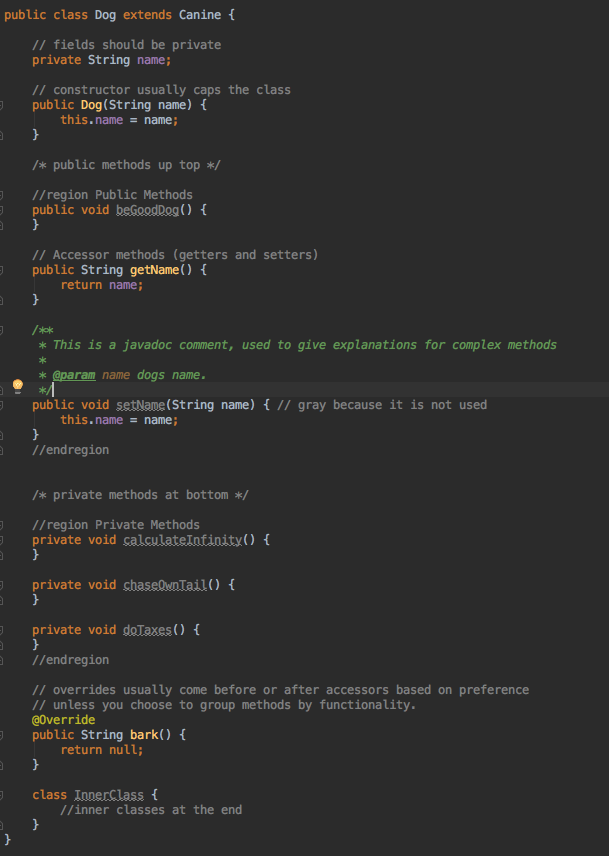 public class Dog extends Canine {
// fields should be private
private String name;
// constructor usually caps the class
public Dog(String name) {
this.name = name;
}
/* public methods up top */
//region Public Methods
public void beGoodDog() {
}
// Accessor methods (getters and setters)
public String getName() {
return name;
}
/**
* This is a javadoc comment, used to give explanations for complex methods
*
* @param name dogs name.
*/
public void setName(String name) { // gray because it is not used
this.name = name;
}
//endregion
/* private methods at bottom */
//region Private Methods
private void calculateInfinity() {
}
private void chaseOwnTail() {
}
private void doTaxes() {
}
//endregion
// overrides usually come before or after accessors based on preference
// unless you choose to group methods by functionality.
@Override
public String bark() {
return null;
}
class InnerClass {
//inner classes at the end
}
}